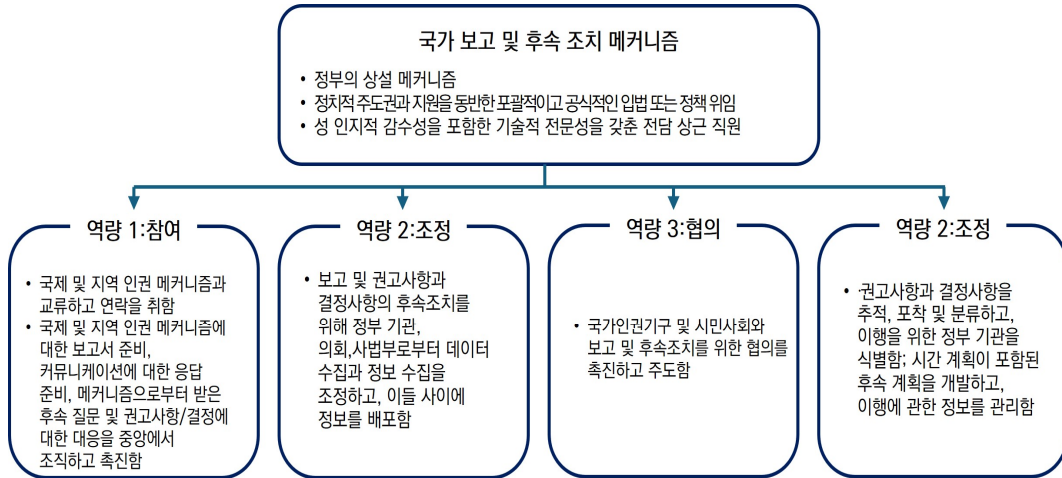 국가 보고 및 후속 조치 메커니즘
• 정부의 상설 메커니즘
• 정치적 주도권과 지원을 동반한 포괄적이고 공식적인 입법 또는 정책 위임
• 성 인지적 감수성을 포함한 기술적 전문성을 갖춘 전담 상근 직원
역량 1:참여
• 국제 및 지역 인권 메커니즘과
교류하고 연락을 취함
• 국제 및 지역 인권 메커니즘에
대한 보고서 준비,
커뮤니케이션에 대한 응답
준비, 메커니즘으로부터 받은
후속 질문 및 권고사항/결정에
대한 대응을 중앙에서
조직하고 촉진함
역량 2:조정
• 보고 및 권고사항과
결정사항의 후속조치를
위해 정부 기관,
의회,사법부로부터 데이터
수집과 정보 수집을
조정하고, 이들 사이에
정보를 배포함
역량 3:협의
• 국가인권기구 및 시민사회와
보고 및 후속조치를 위한 협의를
촉진하고 주도함
역량 2:조정
• ·권고사항과 결정사항을
추적, 포착 및 분류하고,
이행을 위한 정부 기관을
식별함; 시간 계획이 포함된
후속 계획을 개발하고,
이행에 관한 정보를 관리함